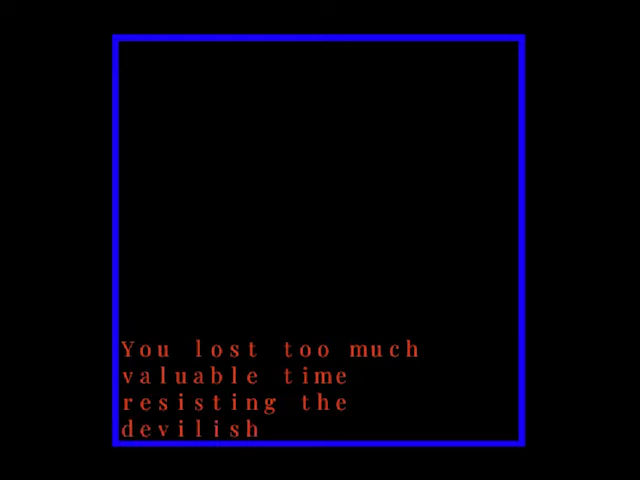 You lost too much
valuable time
resisting the
devilish